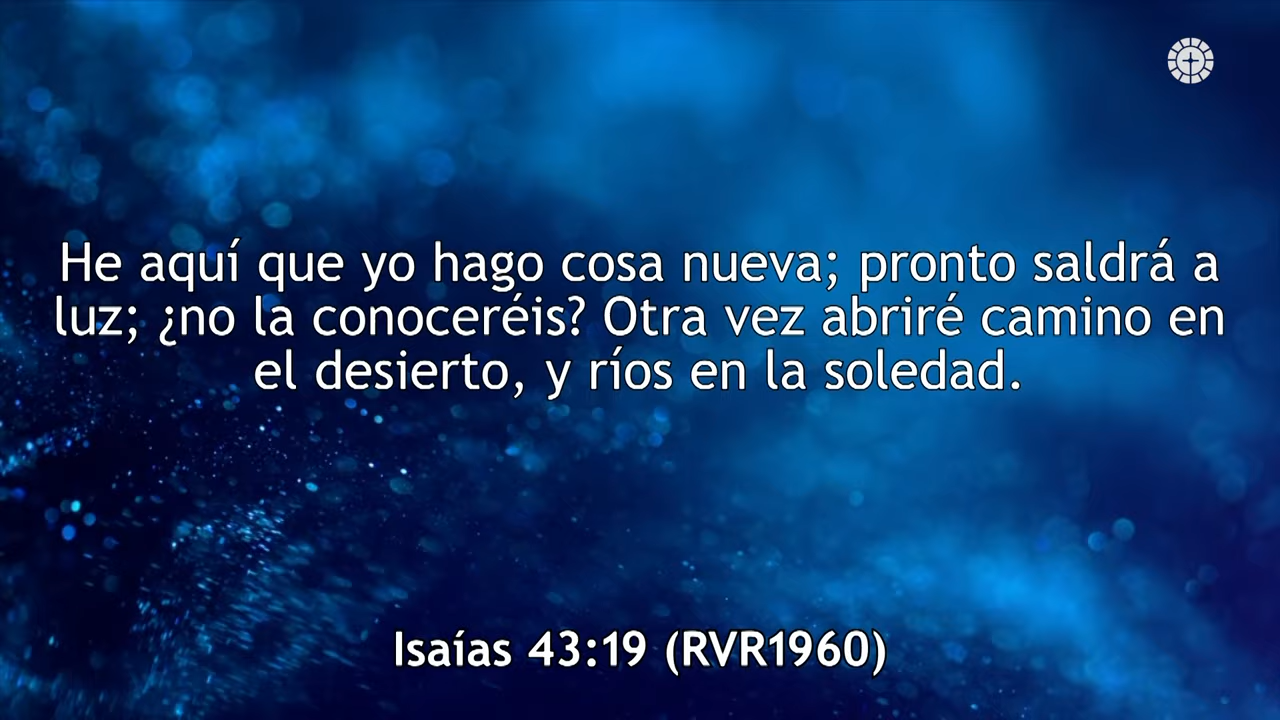 He aquí que yo hago cosa nueva; pronto saldrá a
luz; ¿no la conoceréis? Otra vez abriré camino en
el desierto, y ríos en la soledad.
Isaías 43:19 (RVR1960)